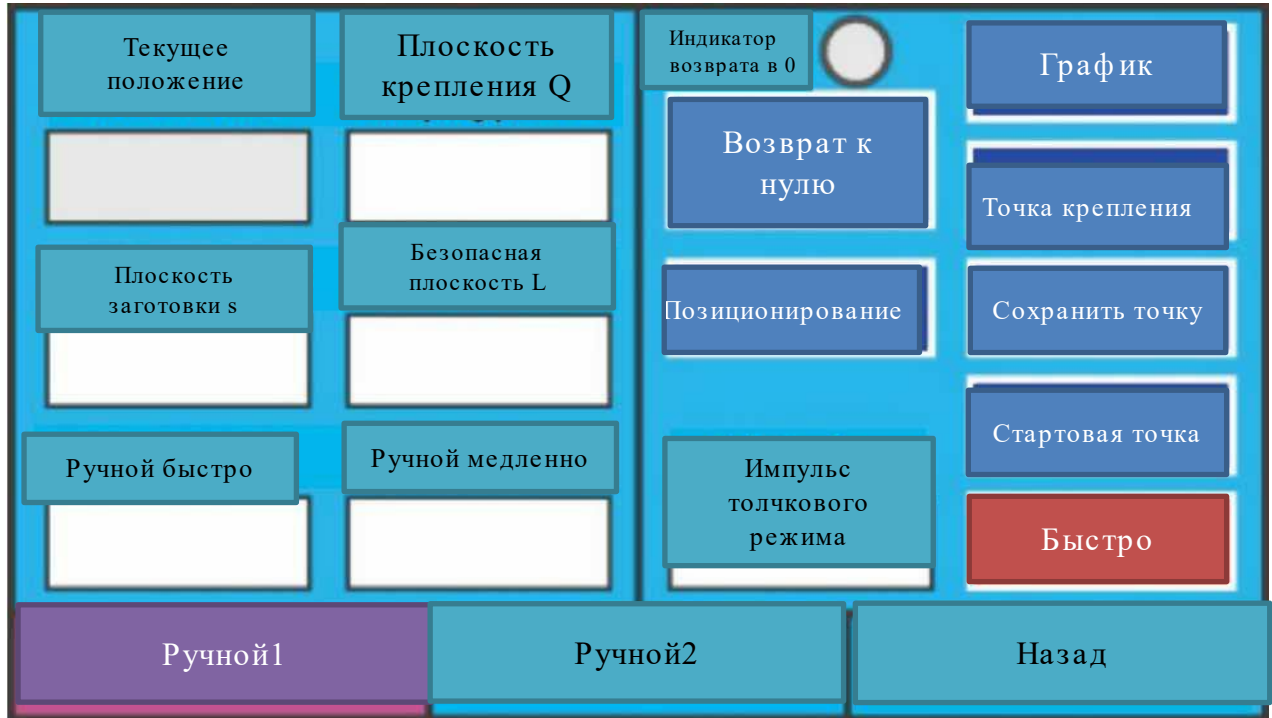 Текущее
положение
Плоскость
крепления Q
Индикатор
возврата в 0
График
Возврат к
нулю
Точка крепления
Плоскость
заготовки s
Безопасная
плоскость L
Позиционирование
Сохранить точку
Ручной быстро
Ручной медленно
Импульс
толчкового
режима
Стартовая точка
Быстро
Ручной1
Ручной2
Назад